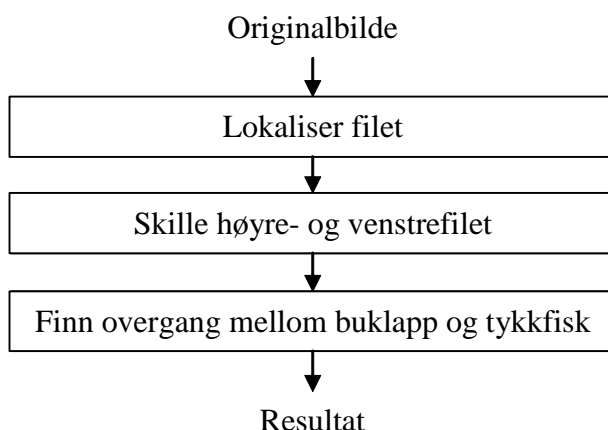 Originalbilde
Lokaliser filet
Skille høyre- og venstrefilet
Finn overgang mellom buklapp og tykkfisk
Resultat